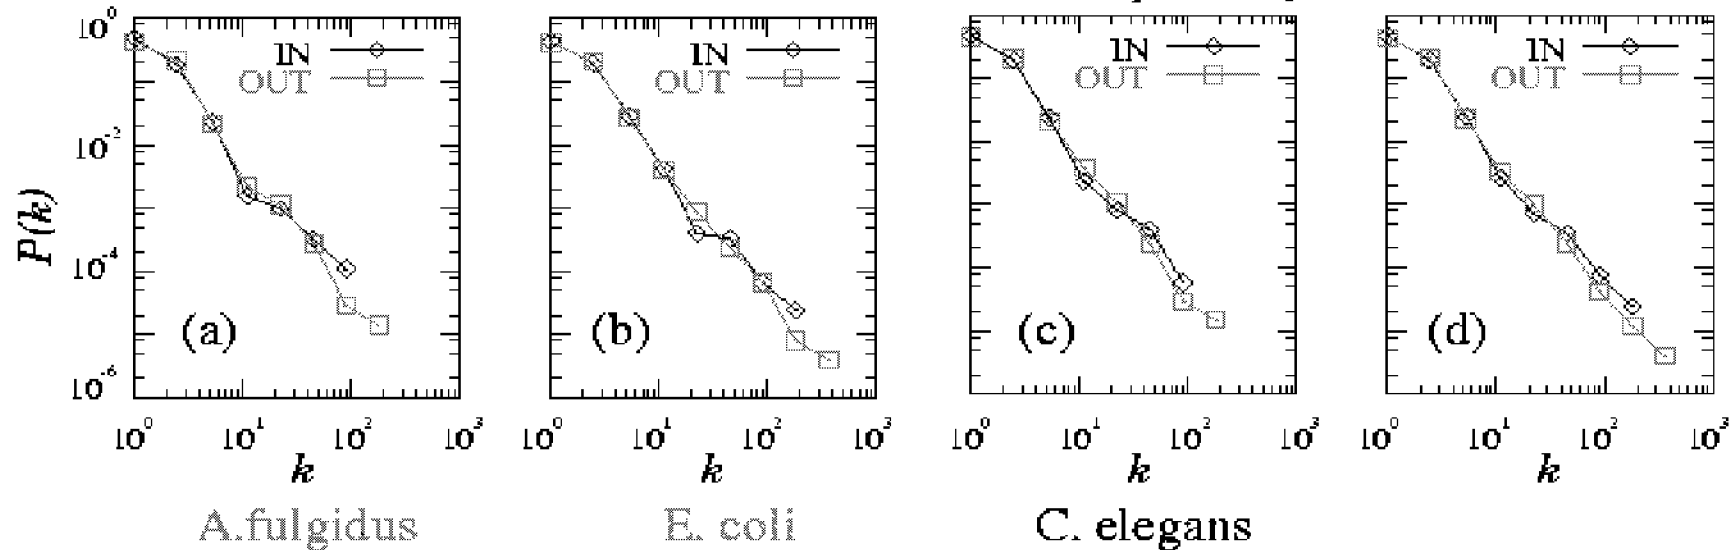 IN
OUT
IN
OUT
IN
OUT
IN
OUT
P(k)
10^0
10^-2
10^-4
10^-6
(a)
(b)
(c)
(d)
10^0 10^1 10^2 10^3
10^0 10^1 10^2 10^3
10^0 10^1 10^2 10^3
10^0 10^1 10^2 10^3
k
k
k
k
A.fulgidus
E. coli
C. elegans